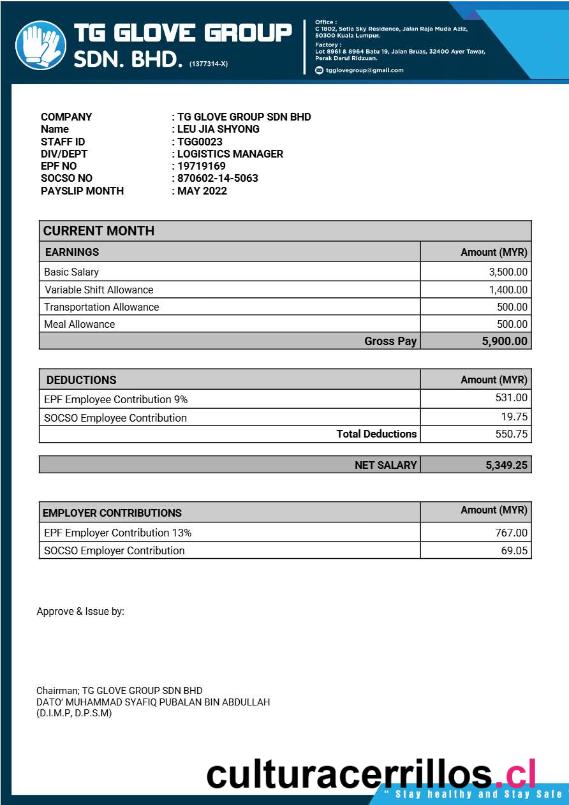 TG GLOVE GROUP
SDN. BHD. (1377314-X)
Office :
C 1802, Setia Sky Residence, Jalan Raja Muda Aziz,
50300 Kuala Lumpur.
Factory :
Lot 8961 & 8964 Batu 19, Jalan Bruas, 32400 Ayer Tawar,
Perak Darul Ridzuan.
tgglovegroup@gmail.com
COMPANY : TG GLOVE GROUP SDN BHD
Name : LEU JIA SHYONG
STAFF ID : TGG0023
DIV/DEPT : LOGISTICS MANAGER
EPF NO : 19719169
SOCSO NO : 870602-14-5063
PAYSLIP MONTH : MAY 2022
CURRENT MONTH
EARNINGS Amount (MYR)
Basic Salary 3,500.00
Variable Shift Allowance 1,400.00
Transportation Allowance 500.00
Meal Allowance 500.00
Gross Pay 5,900.00
DEDUCTIONS Amount (MYR)
EPF Employee Contribution 9% 531.00
SOCSO Employee Contribution 19.75
Total Deductions 550.75
NET SALARY 5,349.25
EMPLOYER CONTRIBUTIONS Amount (MYR)
EPF Employer Contribution 13% 767.00
SOCSO Employer Contribution 69.05
Approve & Issue by:
Chairman; TG GLOVE GROUP SDN BHD
DATO' MUHAMMAD SYAFIQ PUBALAN BIN ABDULLAH
(D.I.M.P, D.P.S.M)
culturacerrillos.cl
" Stay healthy and Stay Safe